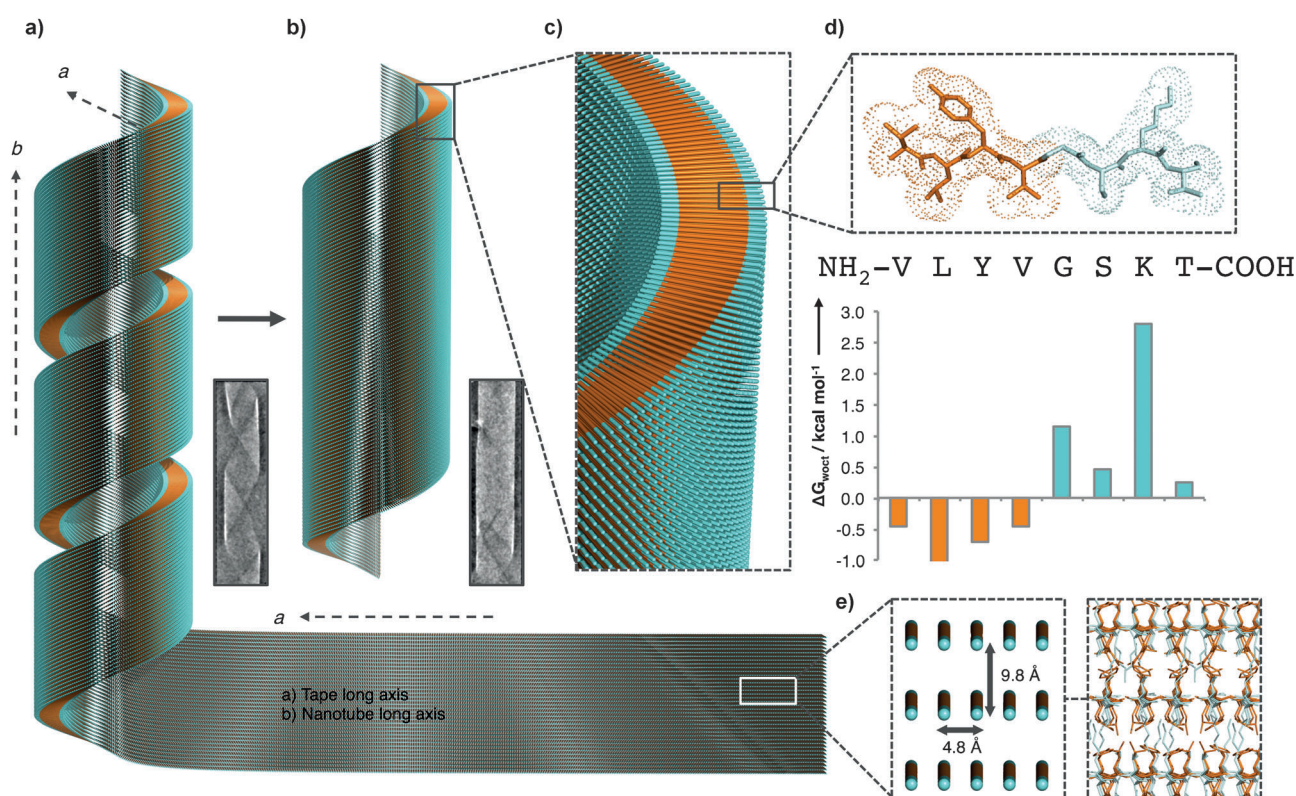 a)
b)
c)
d)
a
b
NH2-V L Y V G S K T-COOH
ΔGwoct / kcal mol-1
3.0
2.5
2.0
1.5
1.0
0.5
0.0
-0.5
-1.0
a
e)
a) Tape long axis
b) Nanotube long axis
9.8 Å
4.8 Å